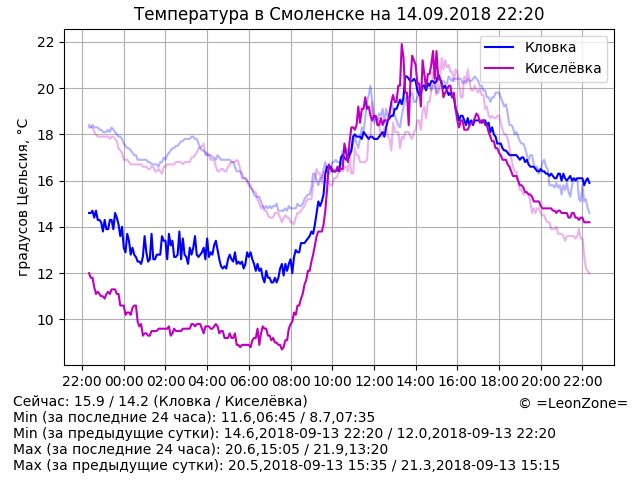 Температура в Смоленске на 14.09.2018 22:20
Кловка
Киселёвка
градусов Цельсия, °C
22
20
18
16
14
12
10
22:00 00:00 02:00 04:00 06:00 08:00 10:00 12:00 14:00 16:00 18:00 20:00 22:00
Сейчас: 15.9 / 14.2 (Кловка / Киселёвка)
© =LeonZone=
Min (за последние 24 часа): 11.6,06:45 / 8.7,07:35
Min (за предыдущие сутки): 14.6,2018-09-13 22:20 / 12.0,2018-09-13 22:20
Max (за последние 24 часа): 20.6,15:05 / 21.9,13:20
Max (за предыдущие сутки): 20.5,2018-09-13 15:35 / 21.3,2018-09-13 15:15